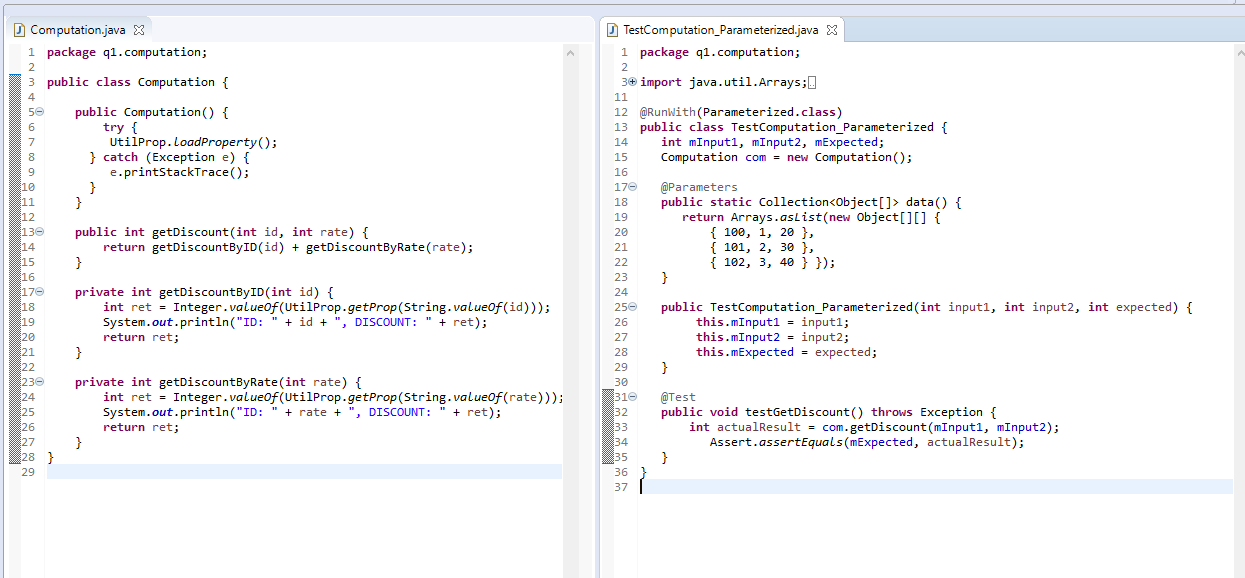 Computation.java
1 package q1.computation;
2
3 public class Computation {
4
5 public Computation() {
6 try {
7 UtilProp.loadProperty();
8 } catch (Exception e) {
9 e.printStackTrace();
10 }
11 }
12
13 public int getDiscount(int id, int rate) {
14 return getDiscountByID(id) + getDiscountByRate(rate);
15 }
16
17 private int getDiscountByID(int id) {
18 int ret = Integer.valueOf(UtilProp.getProp(String.valueOf(id)));
19 System.out.println("ID: " + id + ", DISCOUNT: " + ret);
20 return ret;
21 }
22
23 private int getDiscountByRate(int rate) {
24 int ret = Integer.valueOf(UtilProp.getProp(String.valueOf(rate)));
25 System.out.println("ID: " + rate + ", DISCOUNT: " + ret);
26 return ret;
27 }
28 }
29
TestComputation_Parameterized.java
1 package q1.computation;
2
3 import java.util.Arrays;
11
12 @RunWith(Parameterized.class)
13 public class TestComputation_Parameterized {
14 int mInput1, mInput2, mExpected;
15 Computation com = new Computation();
16
17 @Parameters
18 public static Collection<Object[]> data() {
19 return Arrays.asList(new Object[][] {
20 { 100, 1, 20 },
21 { 101, 2, 30 },
22 { 102, 3, 40 } });
23 }
24
25 public TestComputation_Parameterized(int input1, int input2, int expected) {
26 this.mInput1 = input1;
27 this.mInput2 = input2;
28 this.mExpected = expected;
29 }
30
31 @Test
32 public void testGetDiscount() throws Exception {
33 int actualResult = com.getDiscount(mInput1, mInput2);
34 Assert.assertEquals(mExpected, actualResult);
35 }
36 }
37